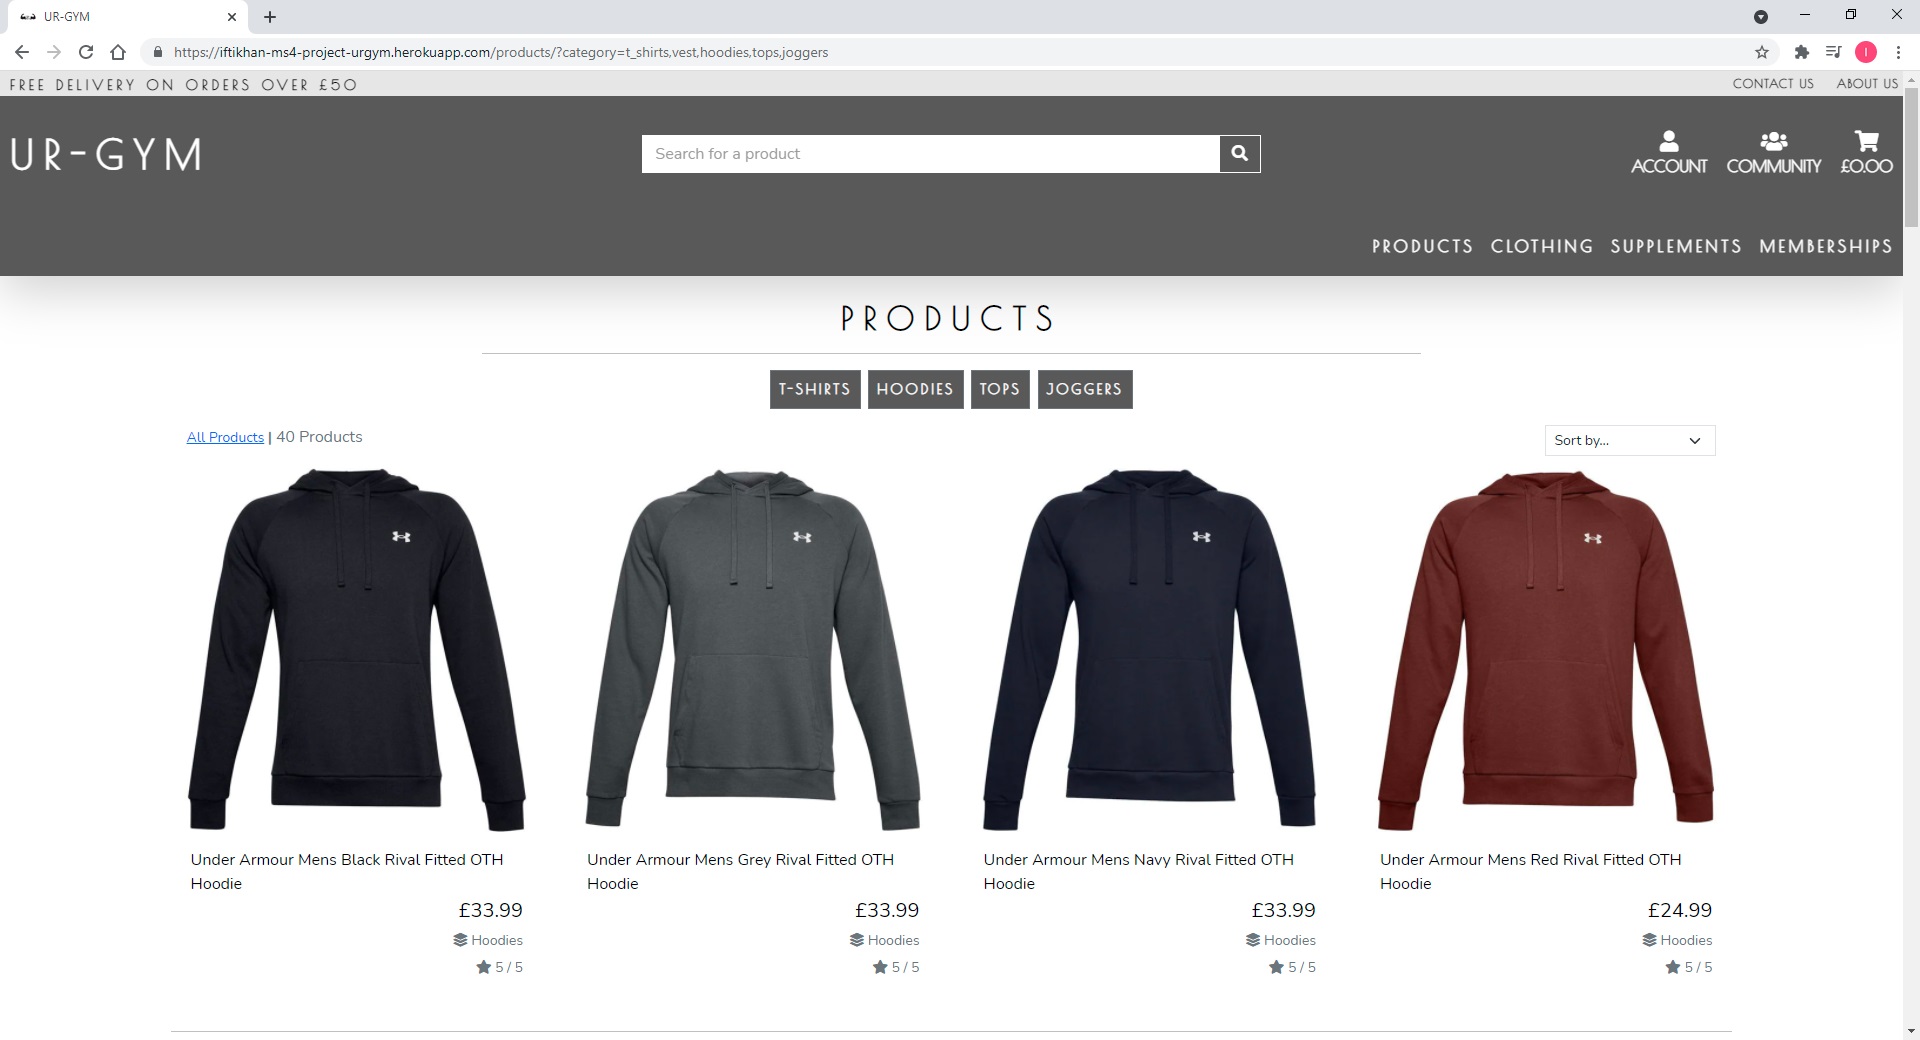 UR-GYM
https://iftikhan-ms4-project-urgym.herokuapp.com/products/?category=t_shirts,vest,hoodies,tops,joggers
I
FREE DELIVERY ON ORDERS OVER £50
CONTACT US
ABOUT US
UR-GYM
Search for a product
ACCOUNT
COMMUNITY
£0.00
PRODUCTS
CLOTHING
SUPPLEMENTS
MEMBERSHIPS
PRODUCTS
T-SHIRTS
HOODIES
TOPS
JOGGERS
All Products | 40 Products
Sort by...
Under Armour Mens Black Rival Fitted OTH
Hoodie
£33.99
Hoodies
5 / 5
Under Armour Mens Grey Rival Fitted OTH
Hoodie
£33.99
Hoodies
5 / 5
Under Armour Mens Navy Rival Fitted OTH
Hoodie
£33.99
Hoodies
5 / 5
Under Armour Mens Red Rival Fitted OTH
Hoodie
£24.99
Hoodies
5 / 5